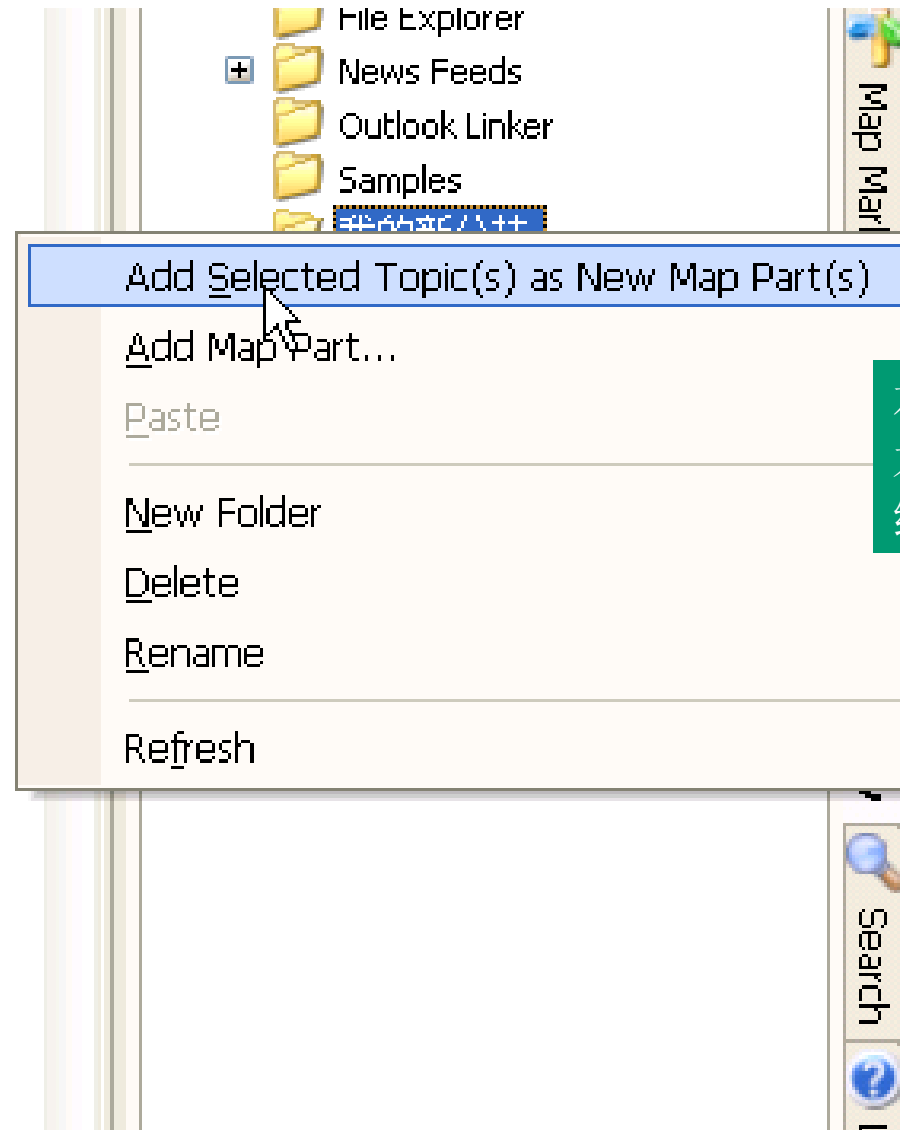 File Explorer
News Feeds
Outlook Linker
Samples
Add Selected Topic(s) as New Map Part(s)
Add Map Part...
Paste
New Folder
Delete
Rename
Refresh
Map
Search